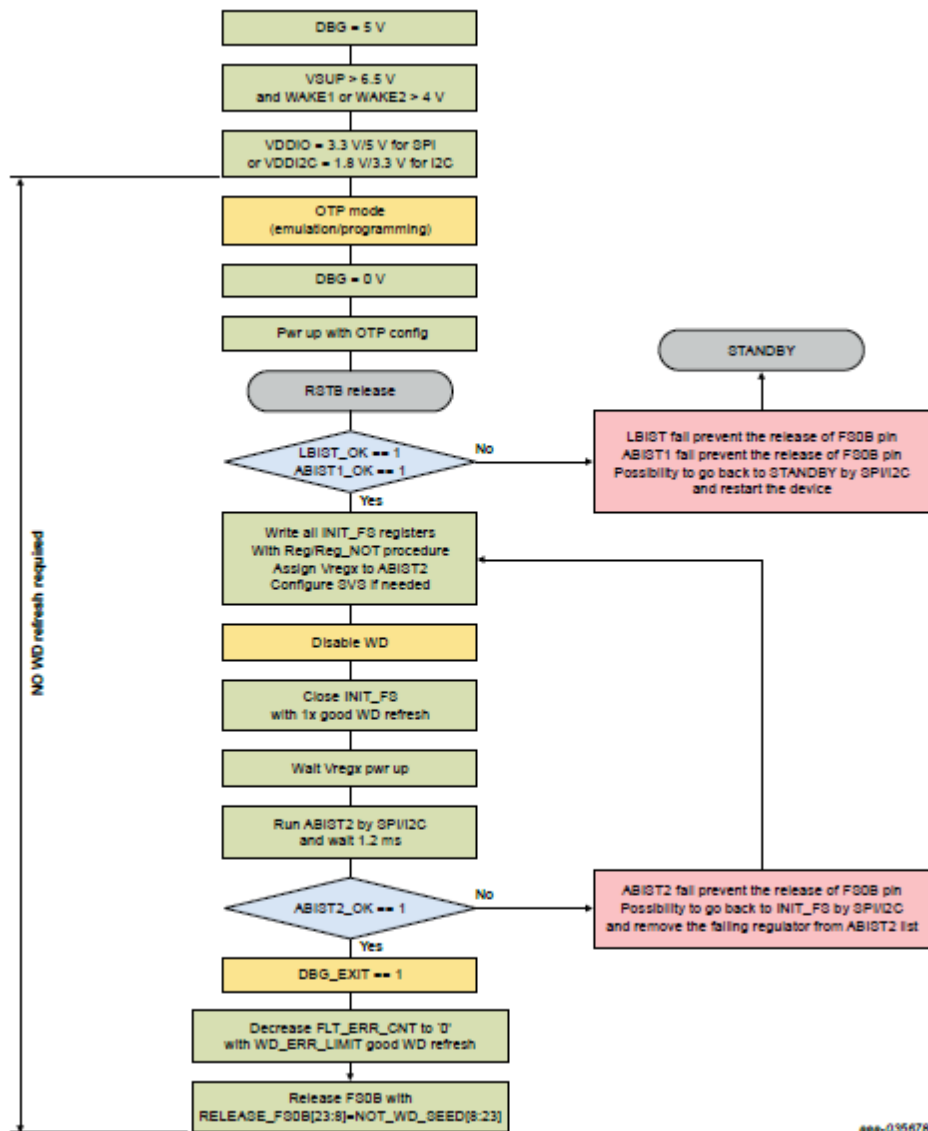 DBG = 5 V
VSUP > 6.5 V
and WAKE1 or WAKE2 > 4 V
VDDIO = 3.3 V/5 V for SPI
or VDDI2C = 1.8 V/3.3 V for I2C
OTP mode
(emulation/programming)
DBG = 0 V
Pwr up with OTP config
STANDBY
RSTB release
LBIST_OK == 1
ABIST1_OK == 1
No
LBIST fail prevent the release of FS0B pin
ABIST1 fail prevent the release of FS0B pin
Possibility to go back to STANDBY by SPI/I2C
and restart the device
Yes
Write all INIT_FS registers
With Reg/Reg_NOT procedure
Assign Vregx to ABIST2
Configure SVS if needed
NO WD refresh required
Disable WD
Close INIT_FS
with 1x good WD refresh
Wait Vregx pwr up
Run ABIST2 by SPI/I2C
and wait 1.2 ms
ABIST2_OK == 1
No
ABIST2 fail prevent the release of FS0B pin
Possibility to go back to INIT_FS by SPI/I2C
and remove the failing regulator from ABIST2 list
Yes
DBG_EXIT == 1
Decrease FLT_ERR_CNT to '0'
with WD_ERR_LIMIT good WD refresh
Release FS0B with
RELEASE_FS0B[23:8]=NOT_WD_SEED[8:23]
aaa-035678